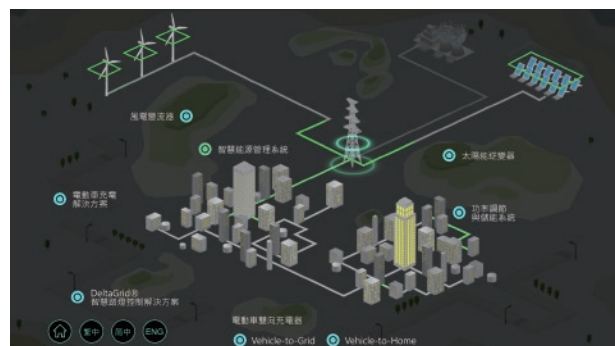 風電變流器
智慧能源管理系統
太陽能逆變器
電動車充電
解決方案
功率調節
與儲能系統
DeltaGrid®
智慧路燈控制解決方案
電動車雙向充電器
Vehicle-to-Grid
Vehicle-to-Home
繁中
简中
ENG